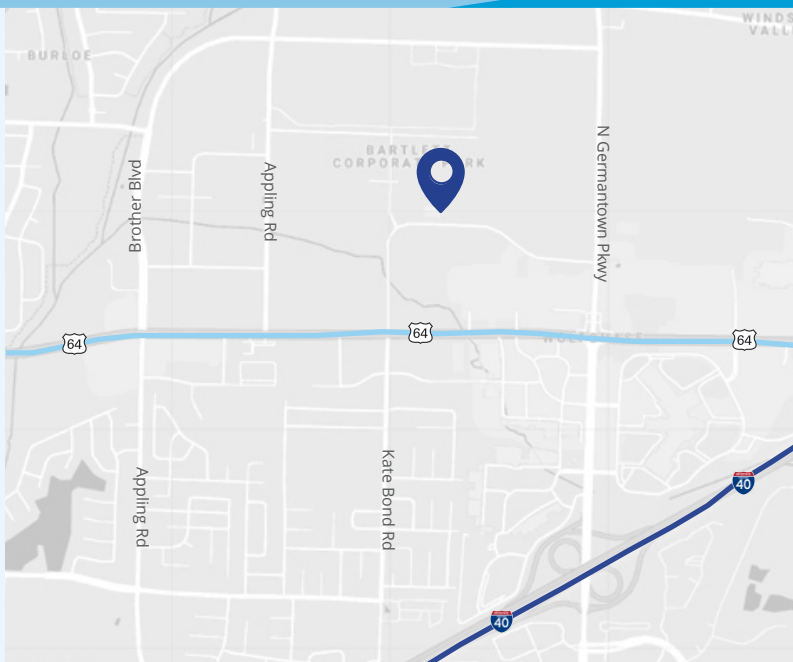 WINDS
VALL
BURLOE
BARTLETT
CORPORATE PARK
Brother Blvd
Appling Rd
N Germantown Pkwy
64
64
64
WOLFCHASE
Appling Rd
Kate Bond Rd
40
40